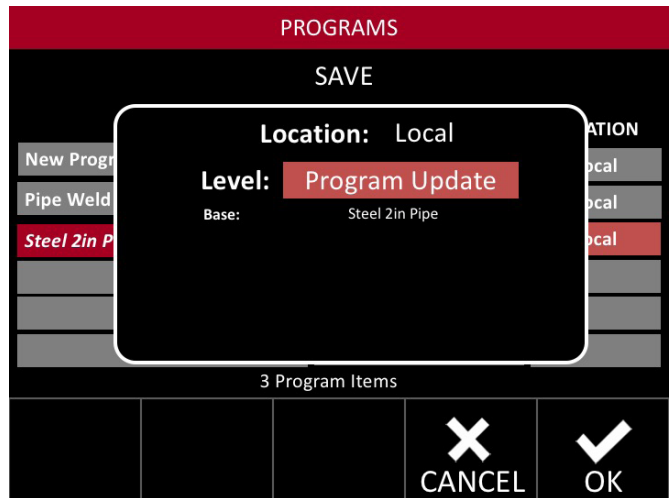 PROGRAMS
SAVE
Location: Local
ATION
New Progr
ocal
Level: Program Update
Pipe Weld
ocal
Base: Steel 2in Pipe
Steel 2in P
ocal
3 Program Items
CANCEL OK